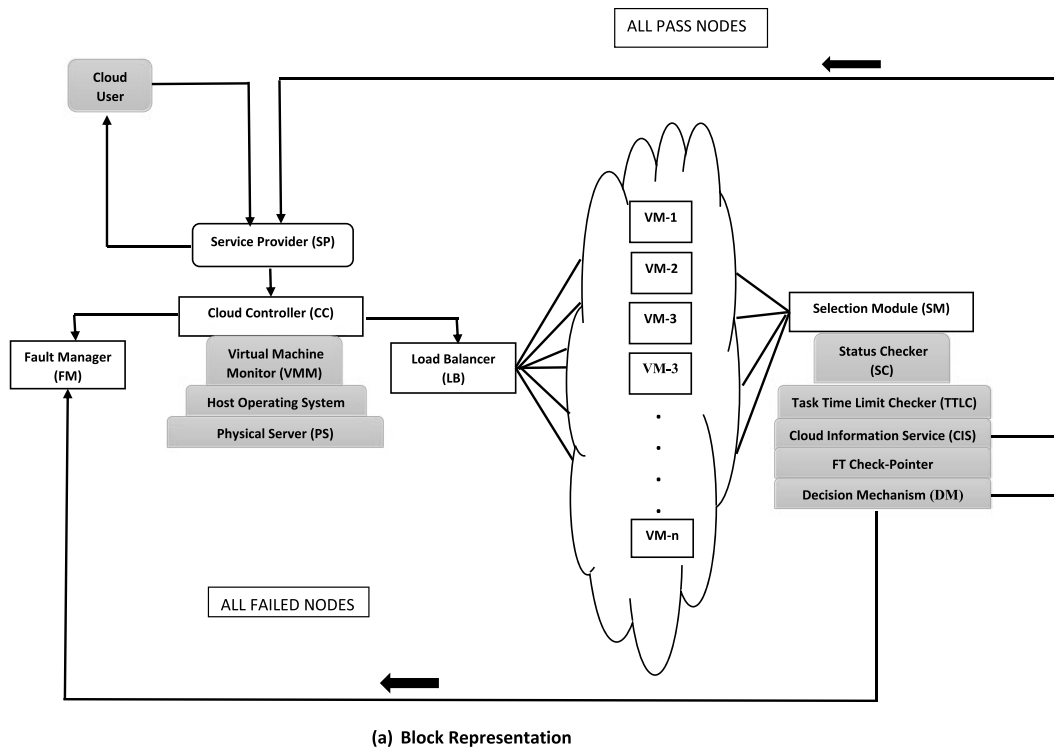 ALL PASS NODES
Cloud
User
Service Provider (SP)
Cloud Controller (CC)
Virtual Machine
Monitor (VMM)
Host Operating System
Physical Server (PS)
Fault Manager
(FM)
Load Balancer
(LB)
VM-1
VM-2
VM-3
VM-3
.
.
.
.
VM-n
Selection Module (SM)
Status Checker
(SC)
Task Time Limit Checker (TTLC)
Cloud Information Service (CIS)
FT Check-Pointer
Decision Mechanism (DM)
ALL FAILED NODES
(a) Block Representation